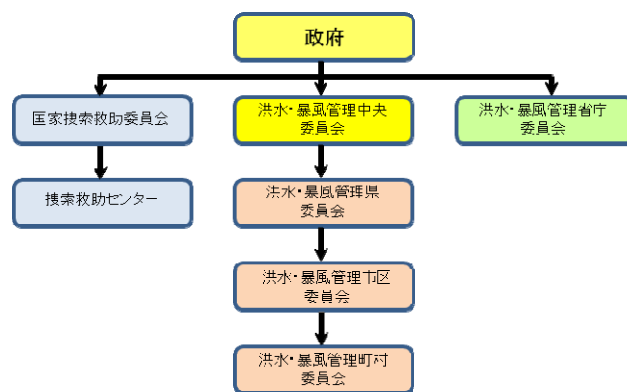 政府
国家捜索救助委員会
洪水・暴風管理中央
委員会
洪水・暴風管理省庁
委員会
捜索救助センター
洪水・暴風管理県
委員会
洪水・暴風管理市区
委員会
洪水・暴風管理町村
委員会